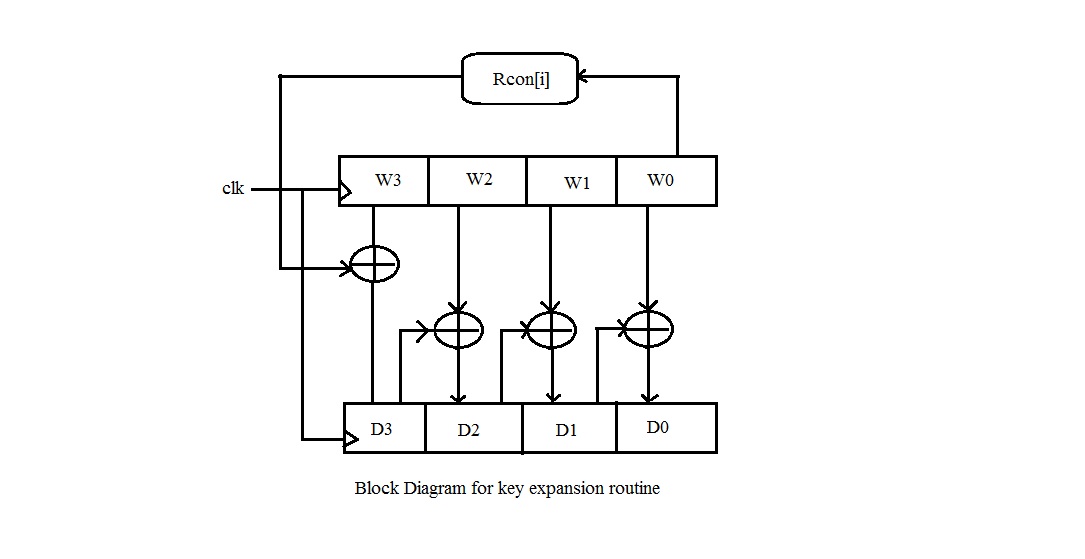 Rcon[i]
W3 W2 W1 W0
clk
D3 D2 D1 D0
Block Diagram for key expansion routine